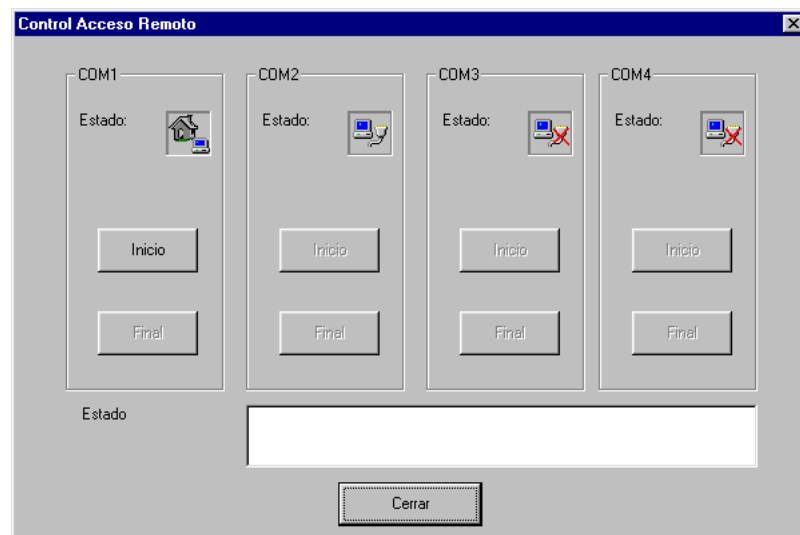 Control Acceso Remoto
COM1 COM2 COM3 COM4
Estado: Estado: Estado: Estado:
Inicio Inicio Inicio Inicio
Final Final Final Final
Estado
Cerrar